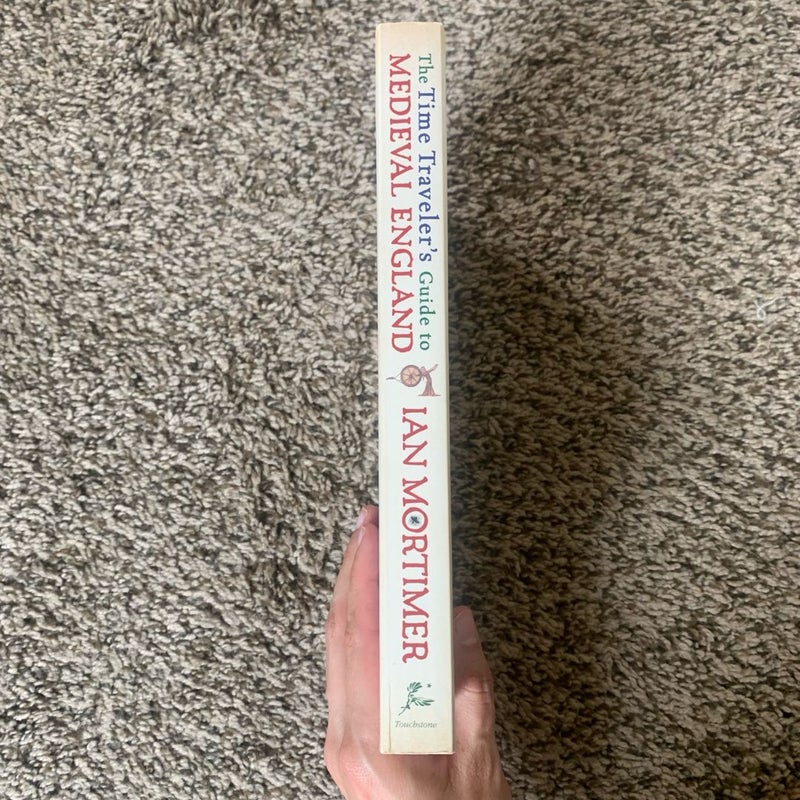 The Time Traveler's Guide to
MEDIEVAL ENGLAND
IAN MORTIMER
Touchstone